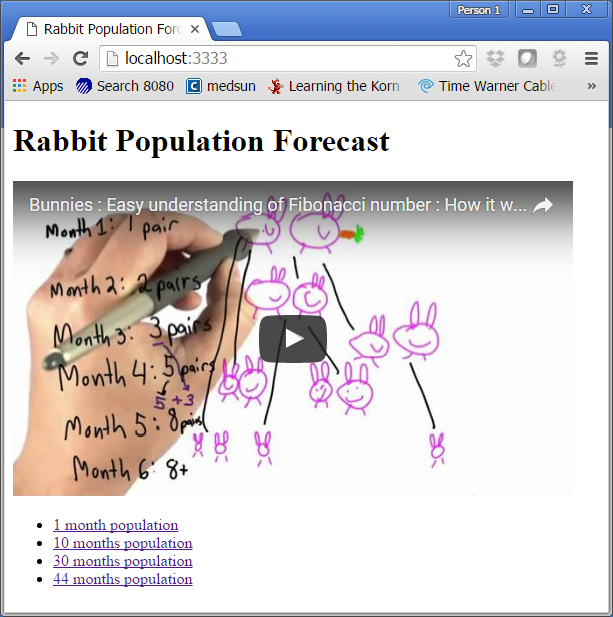 Person 1
Rabbit Population Forc
localhost:3333
Apps Search 8080 medsun Learning the Korn Time Warner Cable »
Rabbit Population Forecast
Bunnies : Easy understanding of Fibonacci number : How it w...
Month 1: 1 pair
Month 2: 2 pairs
Month 3: 3 pairs
Month 4: 5 pairs
5 + 3
Month 5: 8 pairs
Month 6: 8+
1 month population
10 months population
30 months population
44 months population